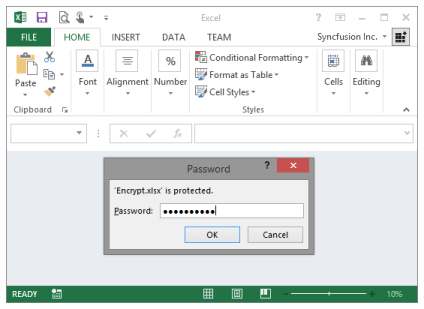 Excel
FILE HOME INSERT DATA TEAM Syncfusion Inc.
Paste
Font
Alignment
Number
Conditional Formatting
Format as Table
Cell Styles
Cells
Editing
Clipboard
Styles
fx
Password
'Encrypt.xlsx' is protected.
Password:
OK Cancel
READY
10%